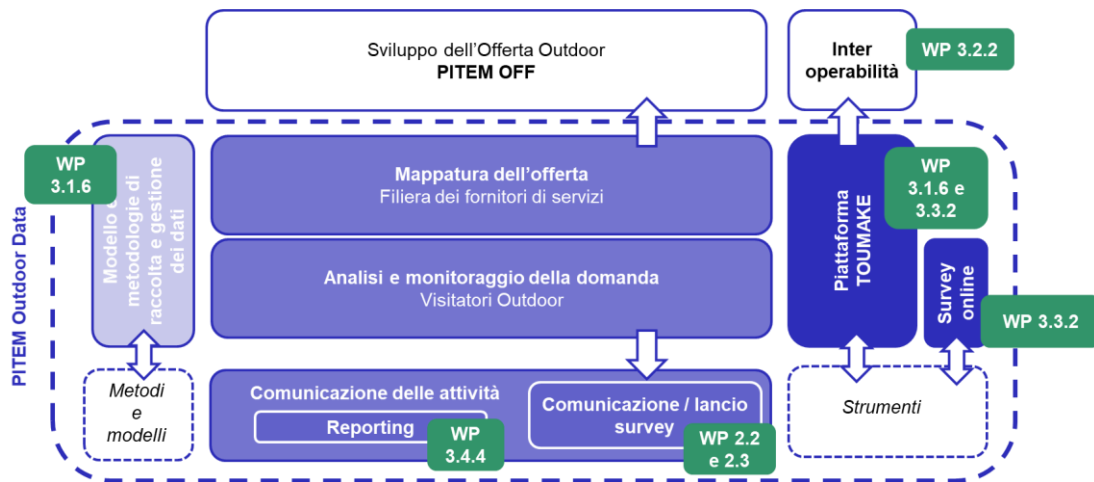 Sviluppo dell'Offerta Outdoor
PITEM OFF
Inter
operabilità
WP 3.2.2
PITEM Outdoor Data
WP
3.1.6
Modello e
metodologie di
raccolta e gestione
dei dati
Mappatura dell'offerta
Filiera dei fornitori di servizi
Analisi e monitoraggio della domanda
Visitatori Outdoor
Piattaforma
TOUMAKE
WP
3.1.6 e
3.3.2
Survey
online
WP 3.3.2
Metodi
e
modelli
Comunicazione delle attività
Reporting
WP
3.4.4
Comunicazione / lancio
survey
WP 2.2
e 2.3
Strumenti